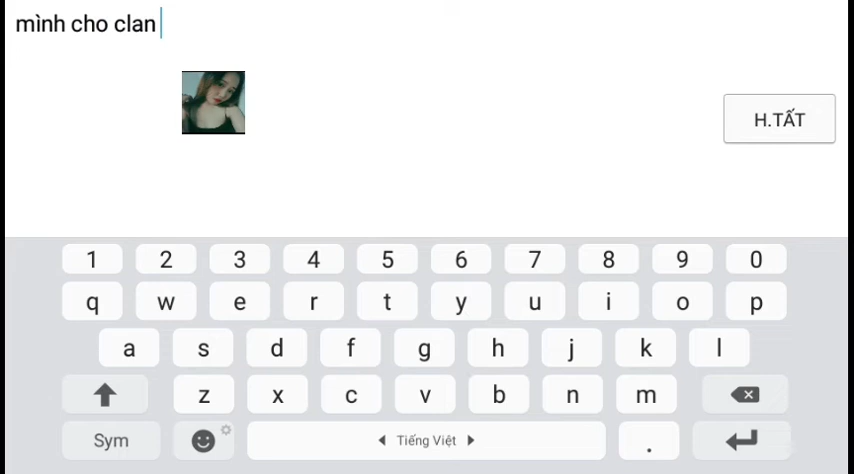 mình cho clan
H.TẤT
1 2 3 4 5 6 7 8 9 0
q w e r t y u i o p
a s d f g h j k l
z x c v b n m
Sym Tiếng Việt .